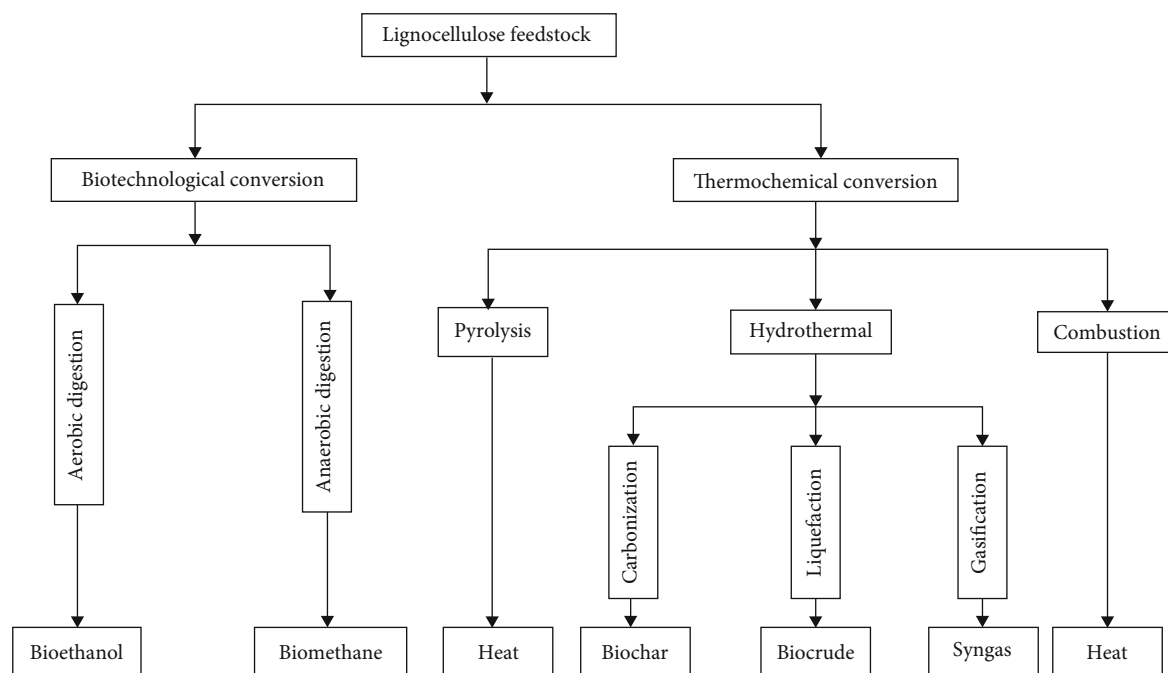 Lignocellulose feedstock
Biotechnological conversion
Thermochemical conversion
Aerobic digestion
Anaerobic digestion
Pyrolysis
Hydrothermal
Combustion
Carbonization
Liquefaction
Gasification
Bioethanol
Biomethane
Heat
Biochar
Biocrude
Syngas
Heat